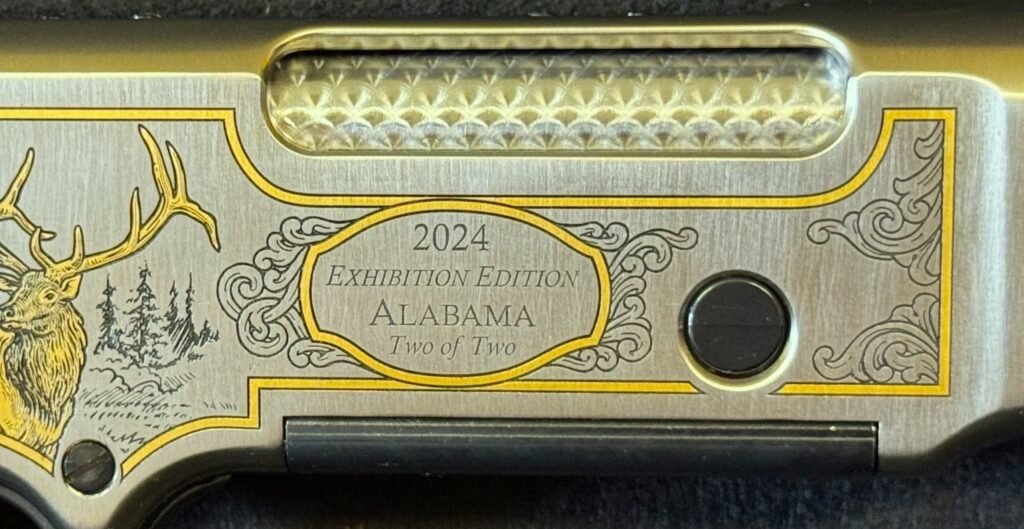 2024
EXHIBITION EDITION
ALABAMA
Two of Two